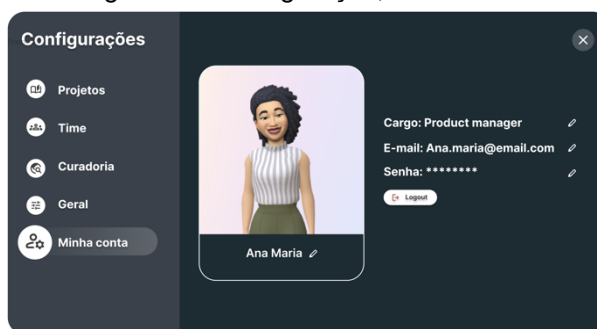 Configurações
Projetos
Time
Curadoria
Geral
Minha conta
Ana Maria
Cargo: Product manager
E-mail: Ana.maria@email.com
Senha: ********
Logout